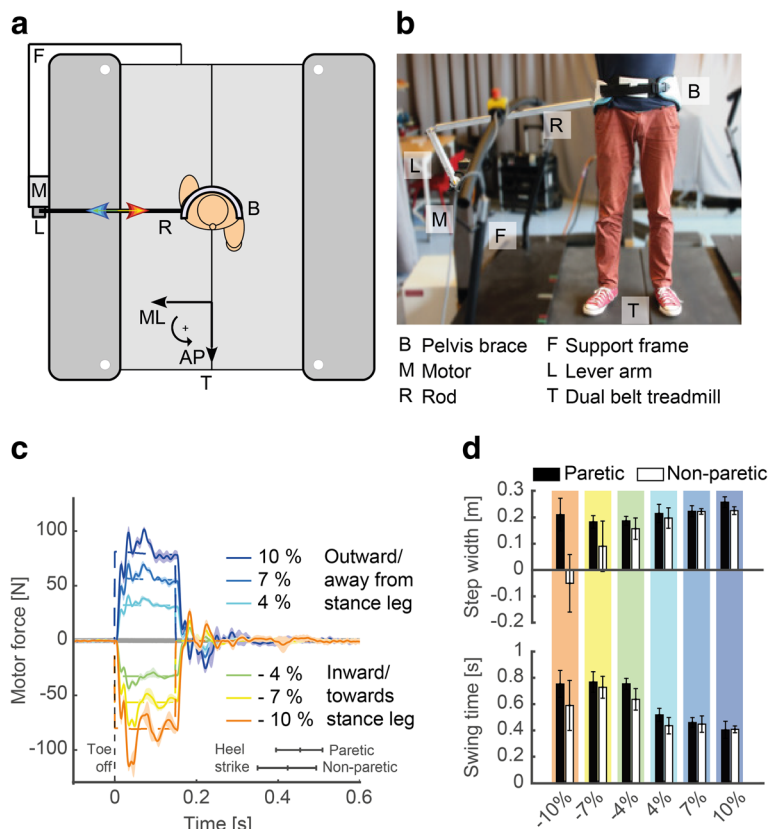 a
F
M
L
R
B
ML
+
AP
T
b
B
R
L
M
F
T
B Pelvis brace F Support frame
M Motor L Lever arm
R Rod T Dual belt treadmill
c
Motor force [N]
100
50
0
-50
-100
10 % Outward/
7 % away from
4 % stance leg
- 4 % Inward/
- 7 % towards
- 10 % stance leg
Toe off
Heel strike
Paretic
Non-paretic
0 0.2 0.4 0.6
Time [s]
d
Paretic Non-paretic
Step width [m]
0.3
0.2
0.1
0
-0.1
-0.2
Swing time [s]
1
0.8
0.6
0.4
0.2
0
-10% -7% -4% 4% 7% 10%